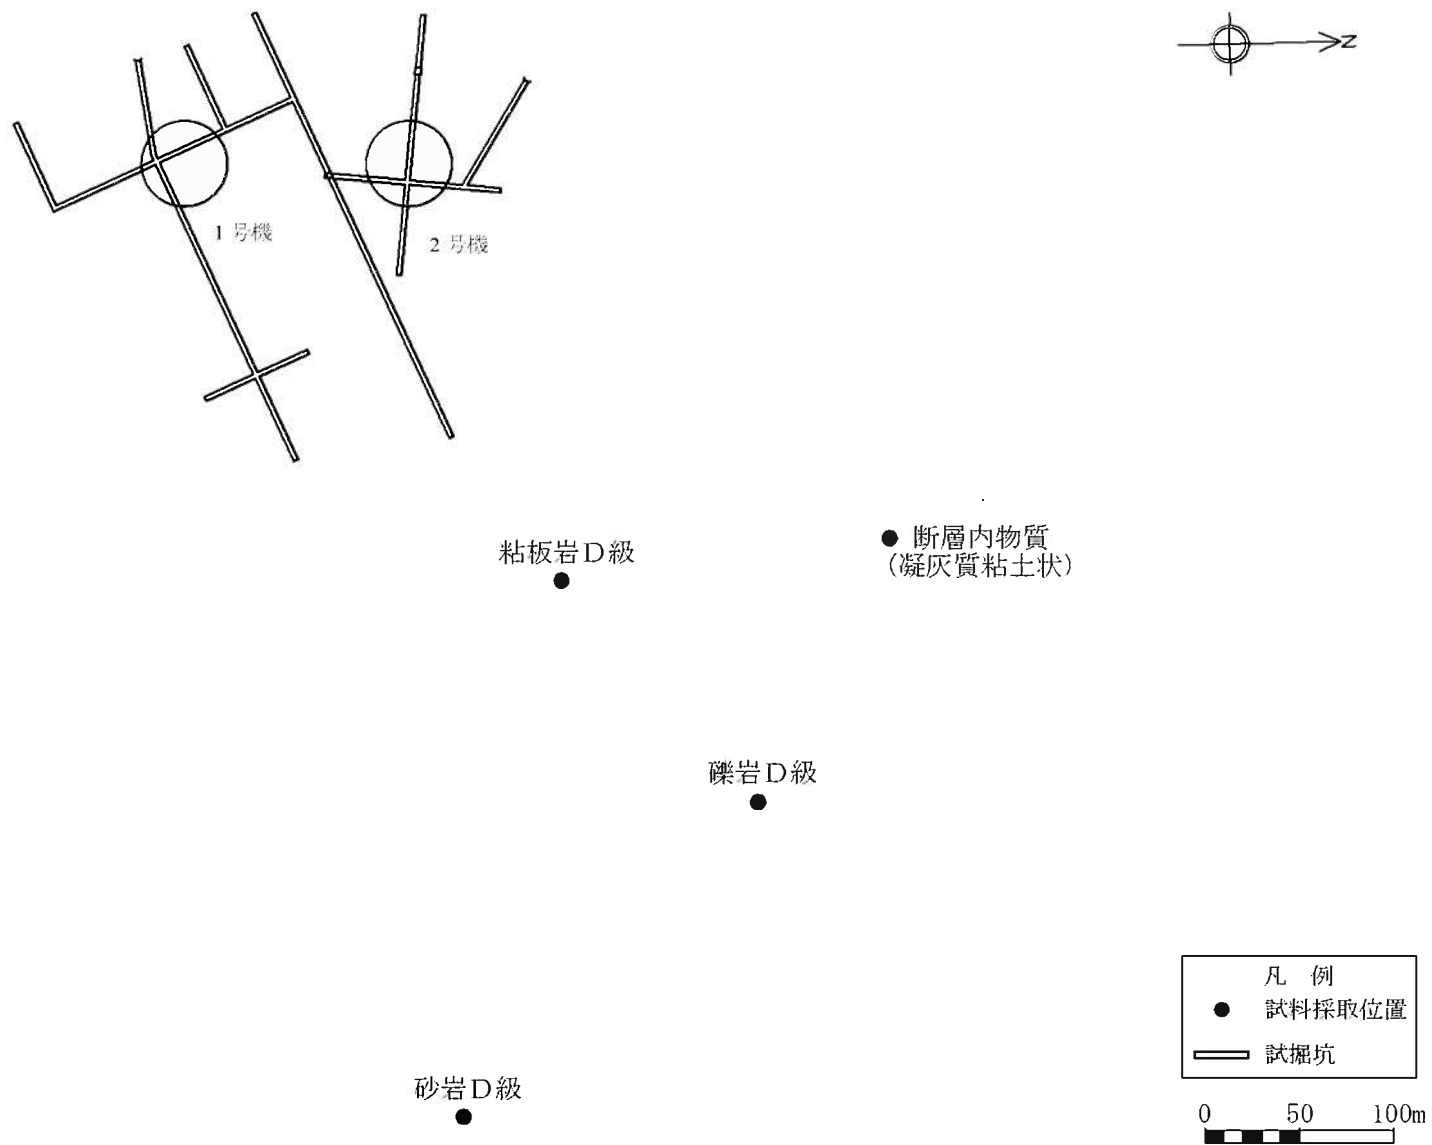 N
1 号機
2 号機
断層内物質
(凝灰質粘土状)
粘板岩D級
礫岩D級
凡 例
試料採取位置
試掘坑
砂岩D級
0 50 100m